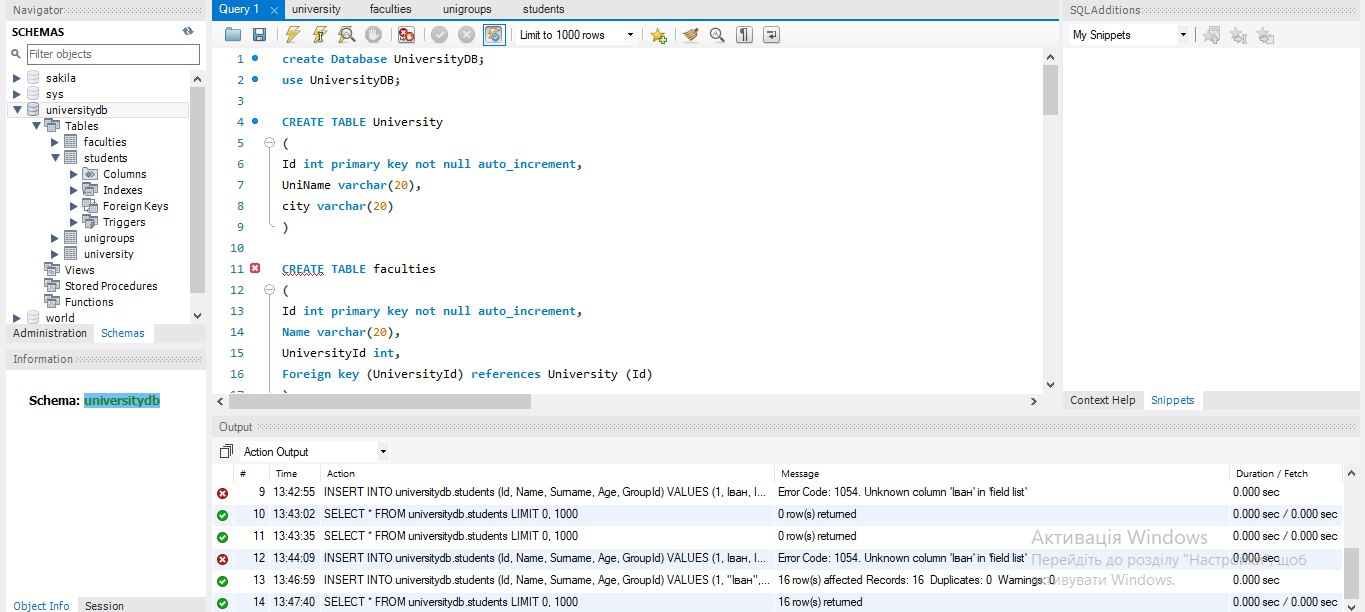 Navigator
SCHEMAS
Filter objects
sakila
sys
universitydb
Tables
faculties
students
Columns
Indexes
Foreign Keys
Triggers
unigroups
university
Views
Stored Procedures
Functions
world
Administration Schemas
Information
Schema: universitydb
Object Info Session
Query 1 university faculties unigroups students
Limit to 1000 rows
1 create Database UniversityDB;
2 use UniversityDB;
3
4 CREATE TABLE University
5 (
6 Id int primary key not null auto_increment,
7 UniName varchar(20),
8 city varchar(20)
9 )
10
11 CREATE TABLE faculties
12 (
13 Id int primary key not null auto_increment,
14 Name varchar(20),
15 UniversityId int,
16 Foreign key (UniversityId) references University (Id)
SQLAdditions
My Snippets
Context Help Snippets
Output
Action Output
# Time Action Message Duration / Fetch
9 13:42:55 INSERT INTO universitydb.students (Id, Name, Surname, Age, GroupId) VALUES (1, Іван, І... Error Code: 1054. Unknown column 'Іван' in 'field list' 0.000 sec
10 13:43:02 SELECT * FROM universitydb.students LIMIT 0, 1000 0 row(s) returned 0.000 sec / 0.000 sec
11 13:43:35 SELECT * FROM universitydb.students LIMIT 0, 1000 0 row(s) returned 0.000 sec / 0.000 sec
12 13:44:09 INSERT INTO universitydb.students (Id, Name, Surname, Age, GroupId) VALUES (1, Іван, І... Error Code: 1054. Unknown column 'Іван' in 'field list' 0.000 sec
13 13:46:59 INSERT INTO universitydb.students (Id, Name, Surname, Age, GroupId) VALUES (1, "Іван",... 16 row(s) affected Records: 16 Duplicates: 0 Warnings: 0 0.000 sec
14 13:47:40 SELECT * FROM universitydb.students LIMIT 0, 1000 16 row(s) returned 0.000 sec / 0.000 sec
Активація Windows
Перейдіть до розділу "Настройки", щоб
активувати Windows.